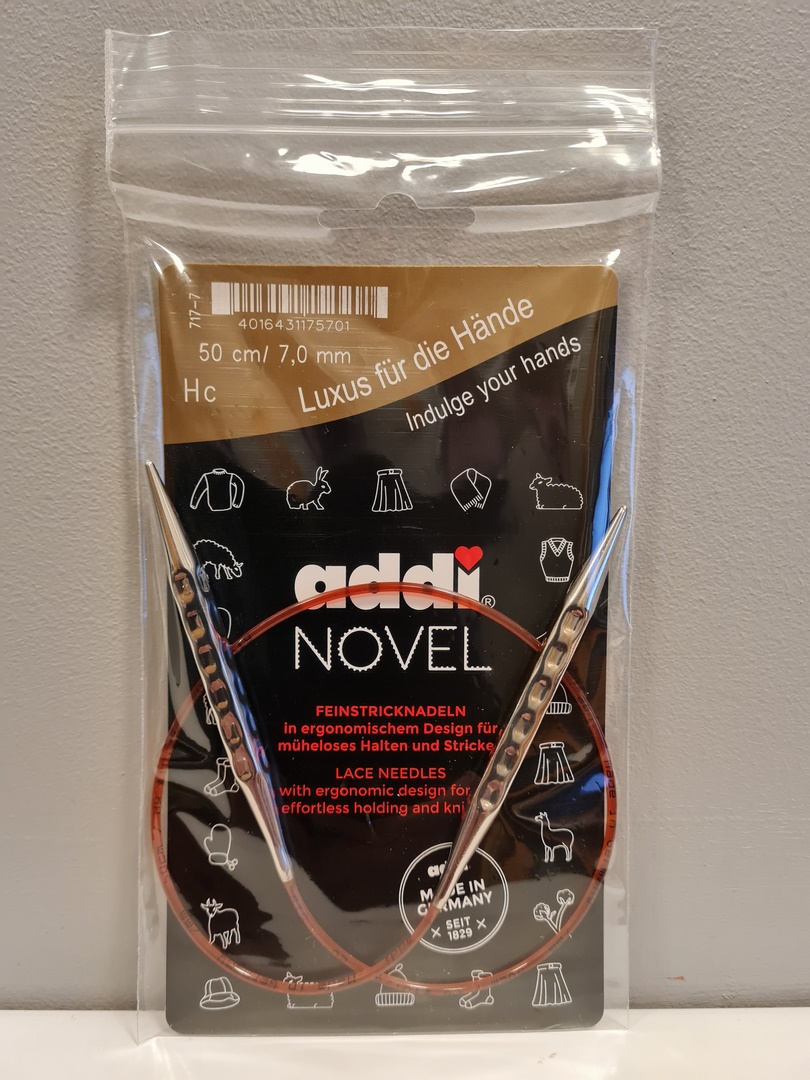 717-7
4016431175701
50 cm/ 7,0 mm
Hc
Luxus für die Hände
Indulge your hands
addi®
NOVEL
FEINSTRICKNADELN
in ergonomischem Design für
müheloses Halten und Stricke
LACE NEEDLES
with ergonomic design for
effortless holding and kni
addi
MADE IN
GERMANY
SEIT
1829